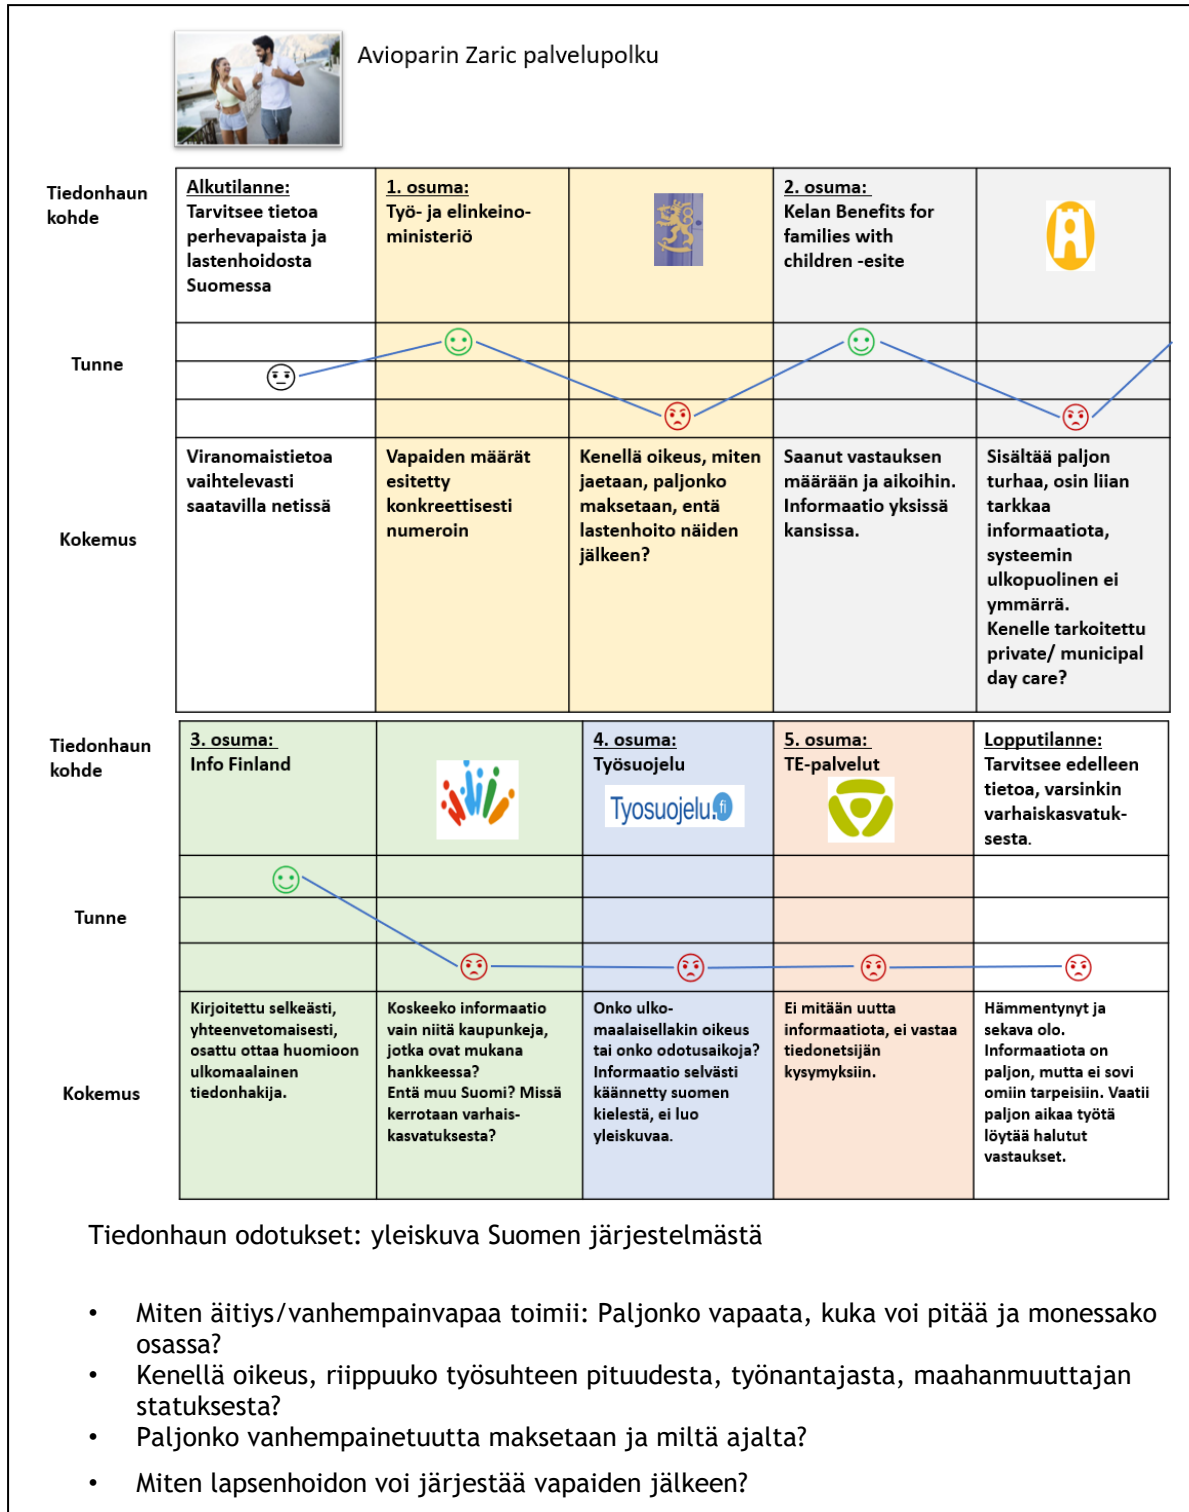 Avioparin Zaric palvelupolku
Tiedonhaun
kohde
Alkutilanne:
Tarvitsee tietoa
perhevapaista ja
lastenhoidosta
Suomessa
1. osuma:
Työ- ja elinkeino-
ministeriö
2. osuma:
Kelan Benefits for
families with
children -esite
Tunne
Kokemus
Viranomaistietoa
vaihtelevasti
saatavilla netissä
Vapaiden määrät
esitetty
konkreettisesti
numeroin
Kenellä oikeus, miten
jaetaan, paljonko
maksetaan, entä
lastenhoito näiden
jälkeen?
Saanut vastauksen
määrään ja aikoihin.
Informaatio yksissä
kansissa.
Sisältää paljon
turhaa, osin liian
tarkkaa
informaatiota,
systeemin
ulkopuolinen ei
ymmärrä.
Kenelle tarkoitettu
private/ municipal
day care?
Tiedonhaun
kohde
3. osuma:
Info Finland
4. osuma:
Työsuojelu
Tyosuojelu.fi
5. osuma:
TE-palvelut
Lopputilanne:
Tarvitsee edelleen
tietoa, varsinkin
varhaiskasvatuk-
sesta.
Tunne
Kokemus
Kirjoitettu selkeästi,
yhteenvetomaisesti,
osattu ottaa huomioon
ulkomaalainen
tiedonhakija.
Koskeeko informaatio
vain niitä kaupunkeja,
jotka ovat mukana
hankkeessa?
Entä muu Suomi? Missä
kerrotaan varhais-
kasvatuksesta?
Onko ulko-
maalaisellakin oikeus
tai onko odotusaikoja?
Informaatio selvästi
käännetty suomen
kielestä, ei luo
yleiskuvaa.
Ei mitään uutta
informaatiota, ei vastaa
tiedonetsijän
kysymyksiin.
Hämmentynyt ja
sekava olo.
Informaatiota on
paljon, mutta ei sovi
omiin tarpeisiin. Vaatii
paljon aikaa työtä
löytää halutut
vastaukset.
Tiedonhaun odotukset: yleiskuva Suomen järjestelmästä
• Miten äitiys/vanhempainvapaa toimii: Paljonko vapaata, kuka voi pitää ja monessako
osassa?
• Kenellä oikeus, riippuuko työsuhteen pituudesta, työnantajasta, maahanmuuttajan
statuksesta?
• Paljonko vanhempainetuutta maksetaan ja miltä ajalta?
• Miten lapsenhoidon voi järjestää vapaiden jälkeen?